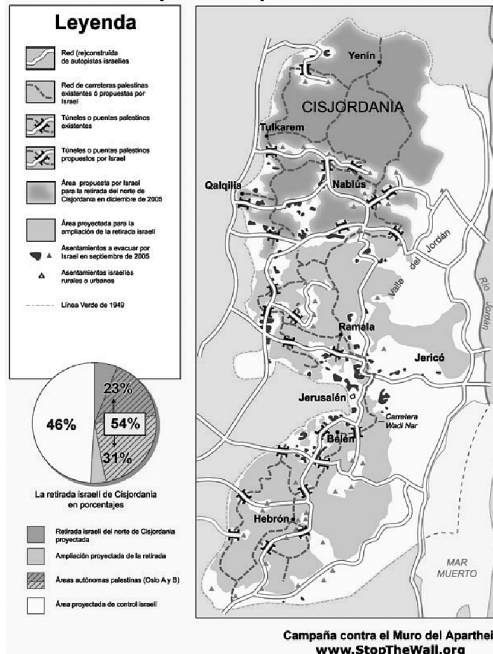 Leyenda
Red (re)construída
de autopistas israelíes
Red de carreteras palestinas
existentes ó propuestas por
Israel
Túneles o puentes palestinos
existentes
Túneles o puentes palestinos
propuestos por Israel
Área propuesta por Israel
para la retirada del norte de
Cisjordania en diciembre de 2005
Área proyectada para la
ampliación de la retirada israelí
Asentamientos a evacuar por
Israel en septiembre de 2005
Asentamientos israelíes
rurales o urbanos
Línea Verde de 1949
23%
46%
54%
31%
La retirada israelí de Cisjordania
en porcentajes
Retirada israelí del norte de Cisjordania
proyectada
Ampliación proyectada de la retirada
Áreas autónomas palestinas (Oslo A y B)
Área proyectada de control israelí
Yenín
CISJORDANIA
Tulkarem
Qalqilia
Nablús
Valle del Jordán
Río Jordán
Ramala
Jericó
Jerusalén
Carretera
Wadi Nar
Belén
Hebrón
MAR
MUERTO
Campaña contra el Muro del Aparthei
www.StopTheWall.org